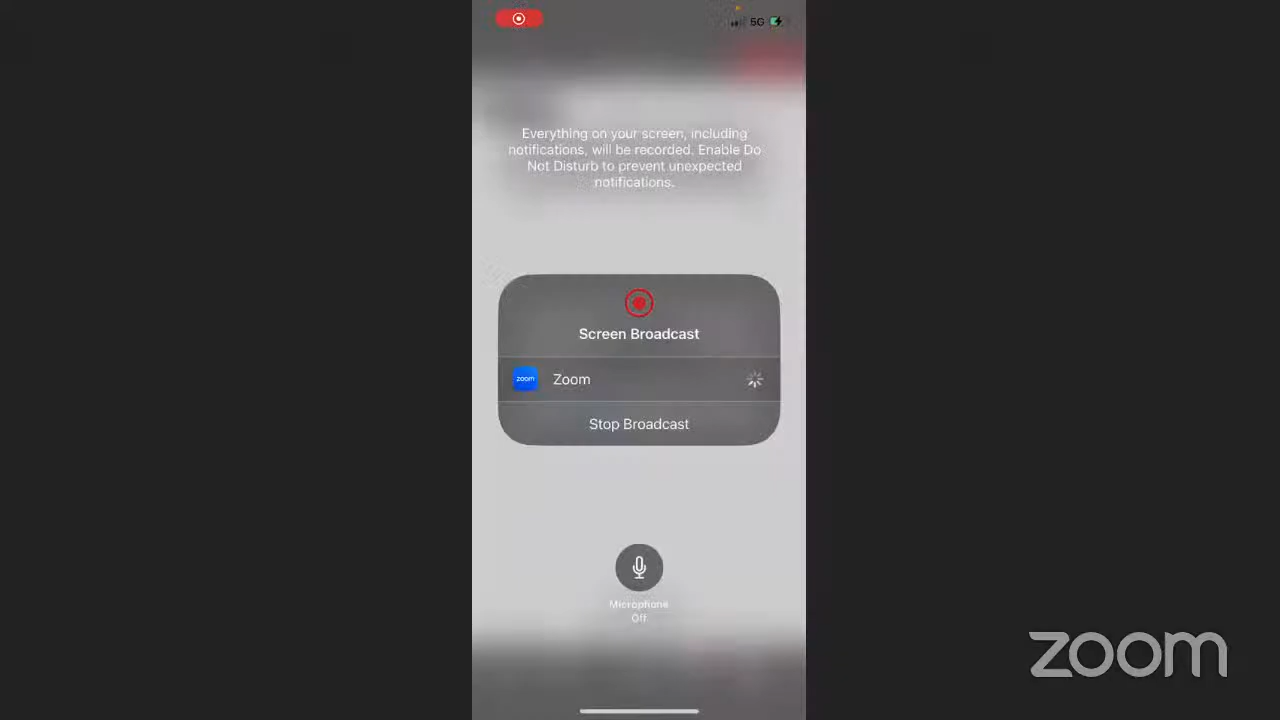 5G
Everything on your screen, including
notifications, will be recorded. Enable Do
Not Disturb to prevent unexpected
notifications.
Screen Broadcast
zoom
Zoom
Stop Broadcast
Microphone
Off
zoom